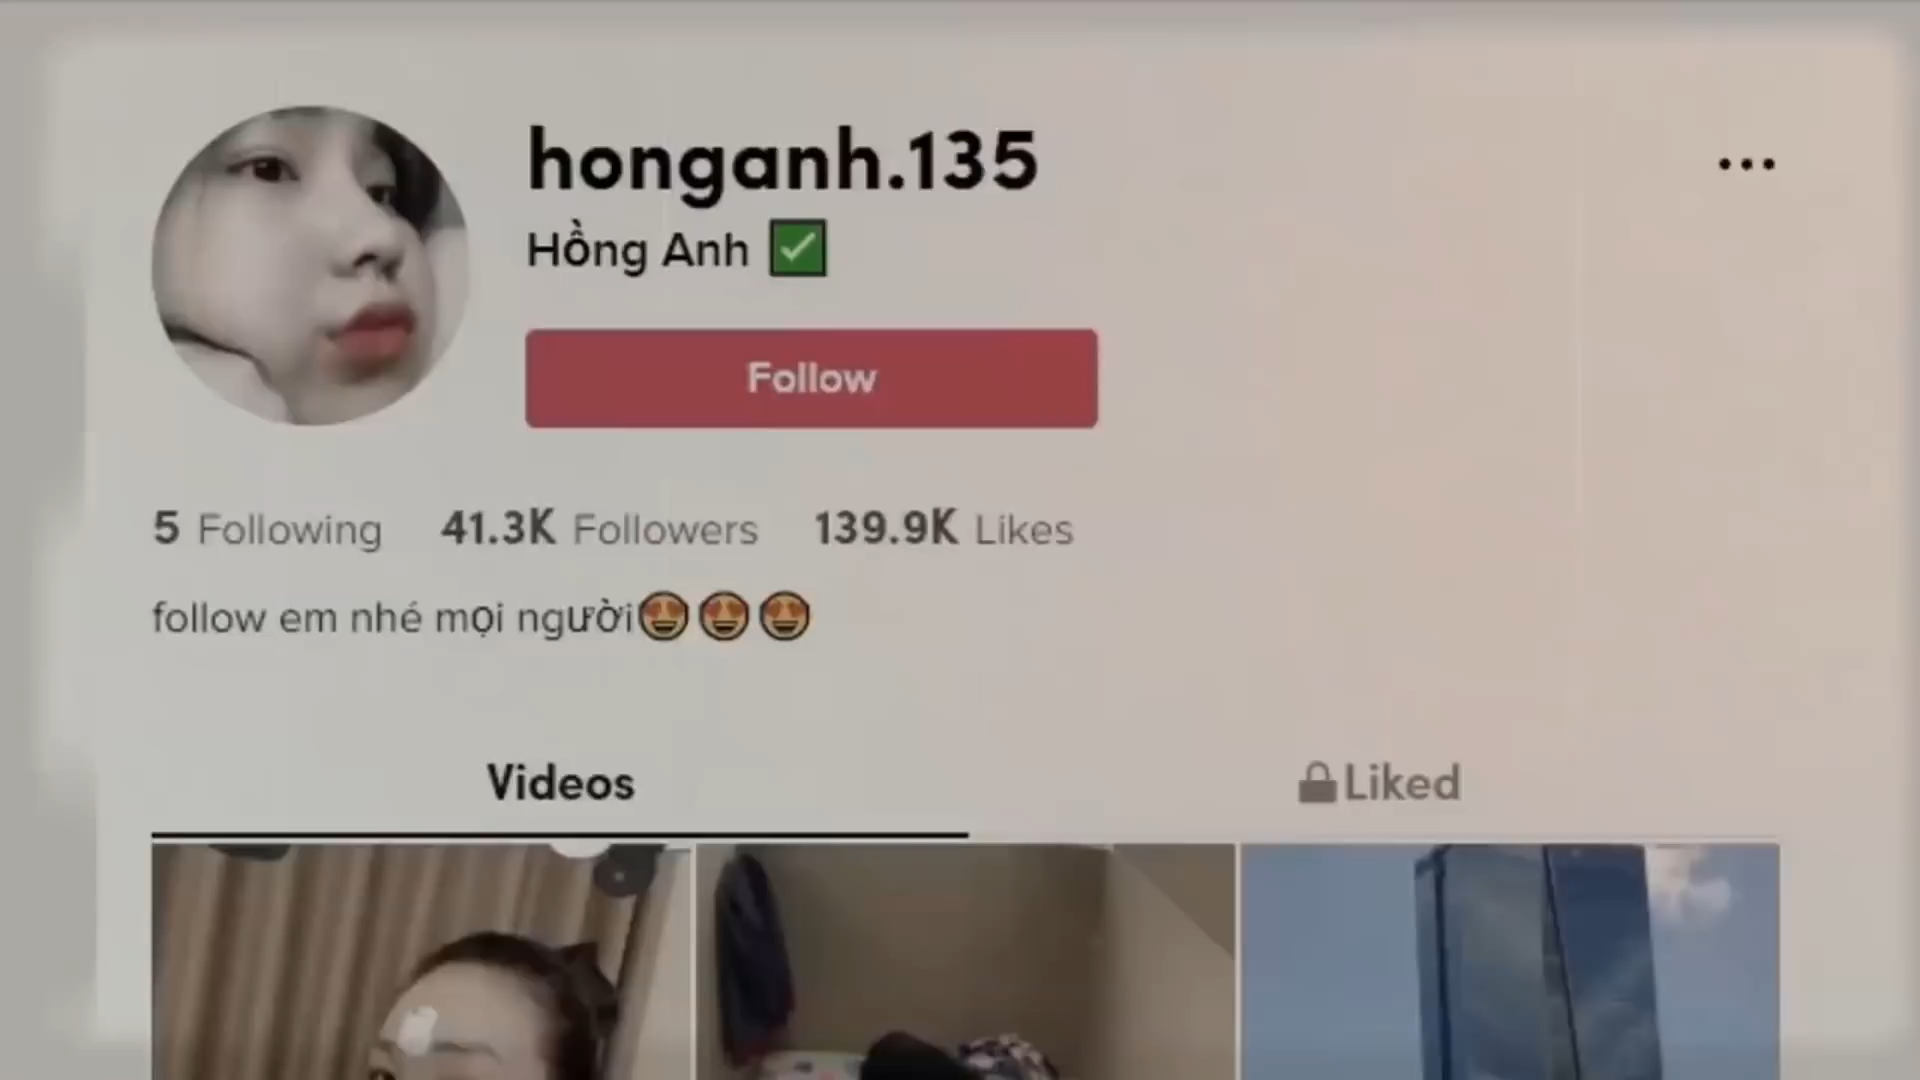 honganh.135
Hồng Anh ✅
Follow
5 Following 41.3K Followers 139.9K Likes
follow em nhé mọi người😍😍😍
Videos
Liked